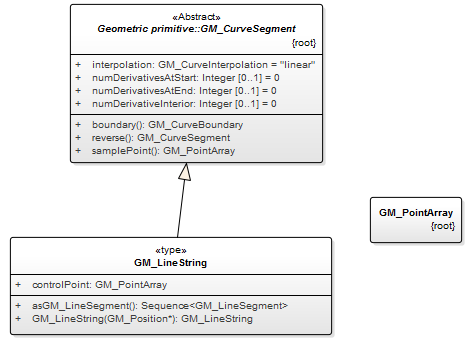 «Abstract»
Geometric primitive::GM_CurveSegment
{root}
+ interpolation: GM_CurveInterpolation = "linear"
+ numDerivativesAtStart: Integer [0..1] = 0
+ numDerivativesAtEnd: Integer [0..1] = 0
+ numDerivativeInterior: Integer [0..1] = 0
+ boundary(): GM_CurveBoundary
+ reverse(): GM_CurveSegment
+ samplePoint(): GM_PointArray
GM_PointArray
{root}
«type»
GM_LineString
+ controlPoint: GM_PointArray
+ asGM_LineSegment(): Sequence<GM_LineSegment>
+ GM_LineString(GM_Position*): GM_LineString